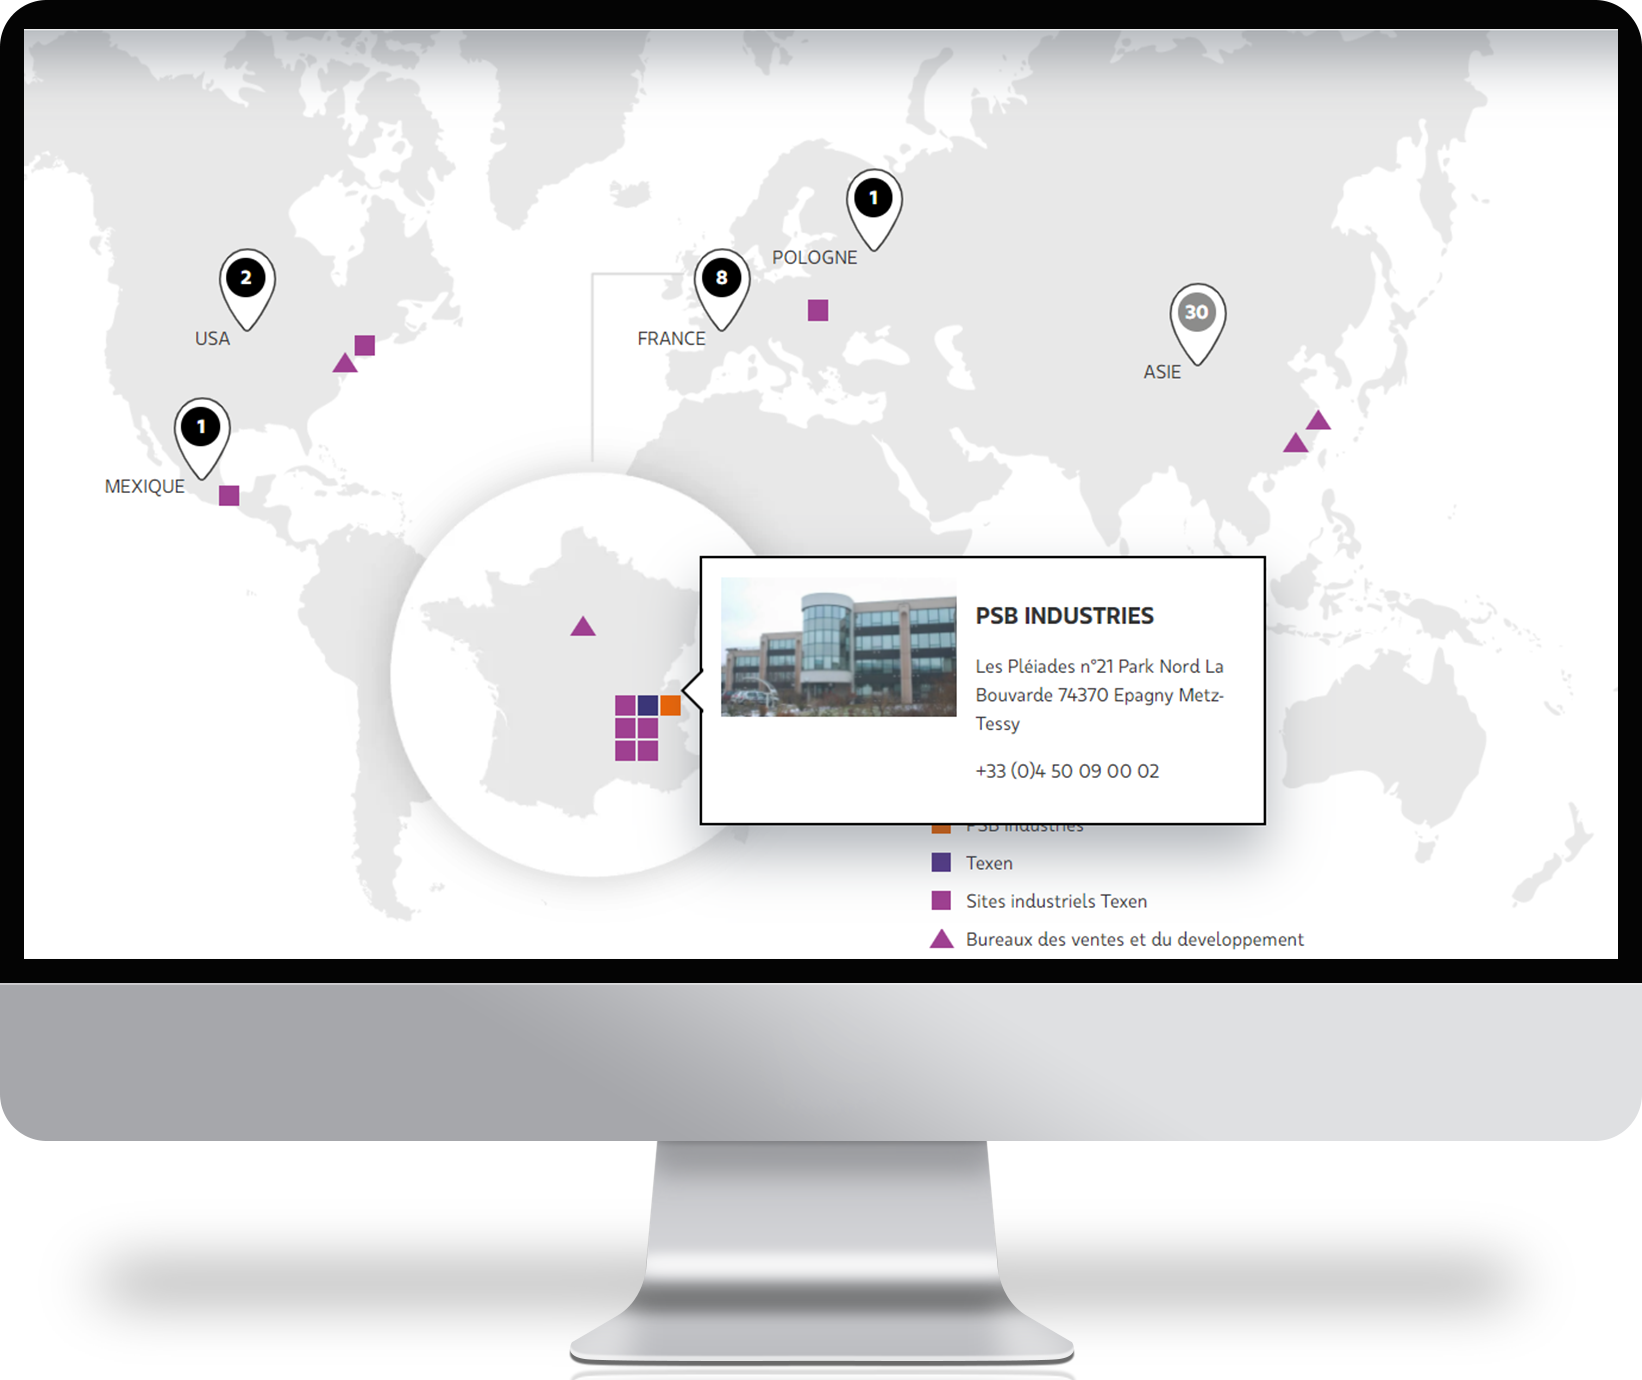 1
POLOGNE
2
USA
8
FRANCE
30
ASIE
1
MEXIQUE
PSB INDUSTRIES
Les Pléiades n°21 Park Nord La
Bouvarde 74370 Epagny Metz-
Tessy
+33 (0)4 50 09 00 02
PSB Industries
Texen
Sites industriels Texen
Bureaux des ventes et du developpement